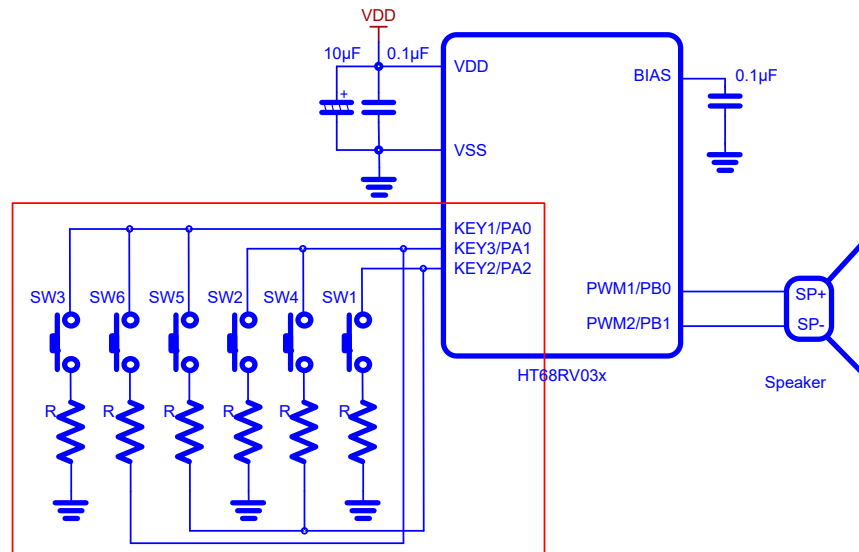 VDD
10µF
0.1µF
VDD
BIAS
0.1µF
VSS
KEY1/PA0
KEY3/PA1
KEY2/PA2
PWM1/PB0
SP+
PWM2/PB1
SP-
SW3
SW6
SW5
SW2
SW4
SW1
HT68RV03x
Speaker
R
R
R
R
R
R
+